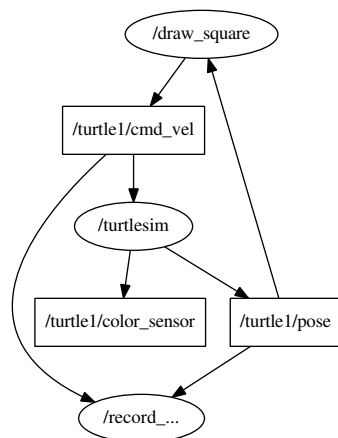 /draw_square
/turtle1/cmd_vel
/turtlesim
/turtle1/color_sensor
/turtle1/pose
/record_...